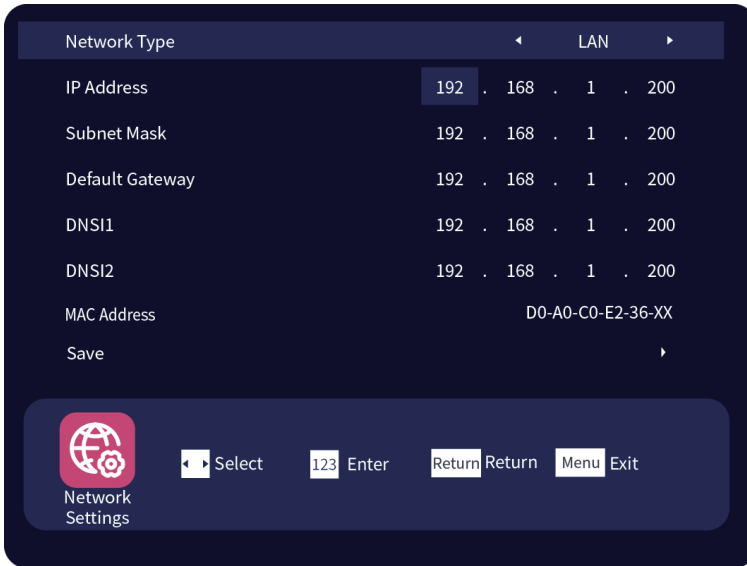 Network Type LAN
IP Address 192 . 168 . 1 . 200
Subnet Mask 192 . 168 . 1 . 200
Default Gateway 192 . 168 . 1 . 200
DNSI1 192 . 168 . 1 . 200
DNSI2 192 . 168 . 1 . 200
MAC Address D0-A0-C0-E2-36-XX
Save
Select 123 Enter Return Return Menu Exit
Network
Settings